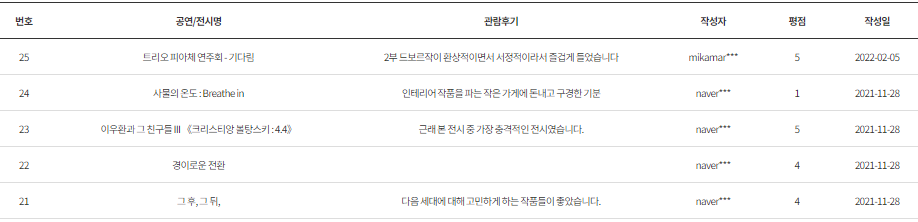 번호 공연/전시명 관람후기 작성자 평점 작성일
25 트리오 피아체 연주회 - 기다림 2부 드보르작이 환상적이면서 서정적이라서 즐겁게 들었습니다 mikamar*** 5 2022-02-05
24 사물의 온도 : Breathe in 인테리어 작품을 파는 작은 가게에 돈내고 구경한 기분 naver*** 1 2021-11-28
23 이우환과 그 친구들 III 《크리스티앙 볼탕스키 : 4.4》 근래 본 전시 중 가장 충격적인 전시였습니다. naver*** 5 2021-11-28
22 경이로운 전환 naver*** 4 2021-11-28
21 그 후, 그 뒤, 다음 세대에 대해 고민하게 하는 작품들이 좋았습니다. naver*** 4 2021-11-28